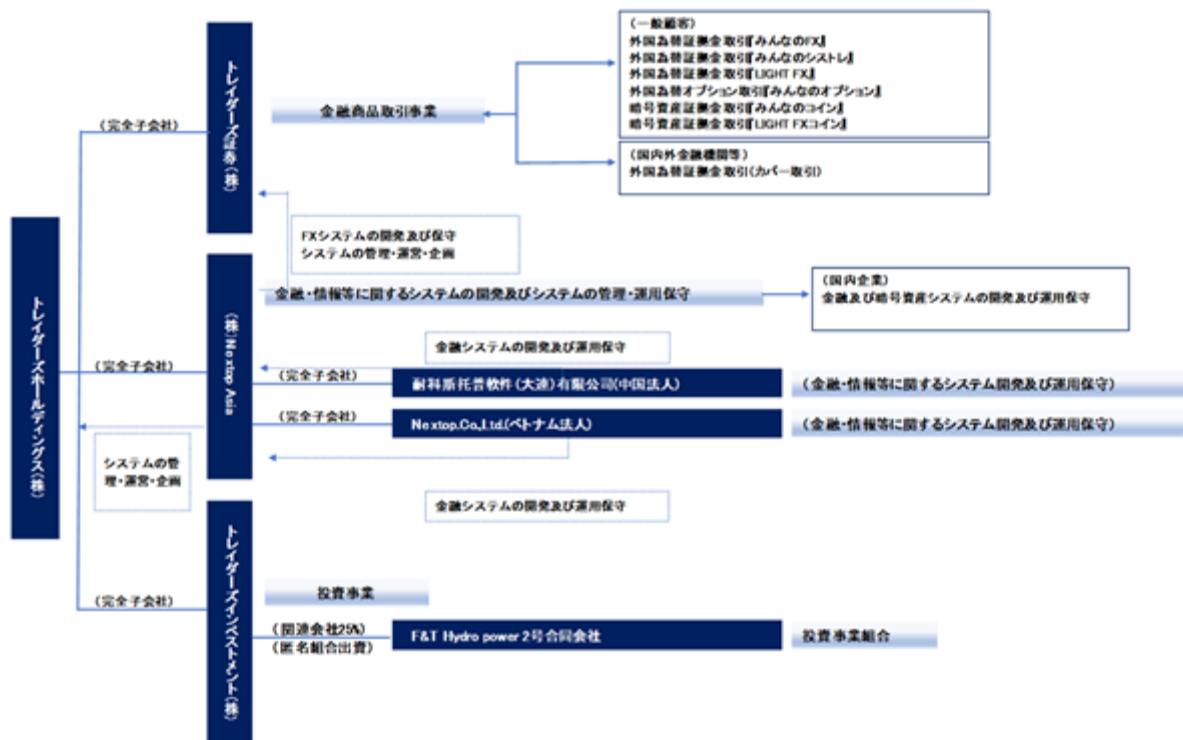 トレイダーズホールディングス(株)
(完全子会社)
トレイダーズ証券(株)
金融商品取引事業
(一般顧客)
外国為替証拠金取引『みんなのFX』
外国為替証拠金取引『みんなのシストレ』
外国為替証拠金取引『LIGHT FX』
外国為替オプション取引『みんなのオプション』
暗号資産証拠金取引『みんなのコイン』
暗号資産証拠金取引『LIGHT FXコイン』
(国内外金融機関等)
外国為替証拠金取引(カバー取引)
FXシステムの開発及び保守
システムの管理・運営・企画
(完全子会社)
(株)Nextop Asia
金融・情報等に関するシステムの開発及びシステムの管理・運用保守
(国内企業)
金融及び暗号資産システムの開発及び運用保守
金融システムの開発及び運用保守
(完全子会社)
耐科斯托普軟件(大連)有限公司(中国法人)
(金融・情報等に関するシステム開発及び運用保守)
(完全子会社)
Nextop.Co.,Ltd.(ベトナム法人)
(金融・情報等に関するシステム開発及び運用保守)
システムの管
理・運営・企画
金融システムの開発及び運用保守
(完全子会社)
トレイダーズインベストメント(株)
投資事業
(関連会社25%)
(匿名組合出資)
F&T Hydro power 2号合同会社
投資事業組合